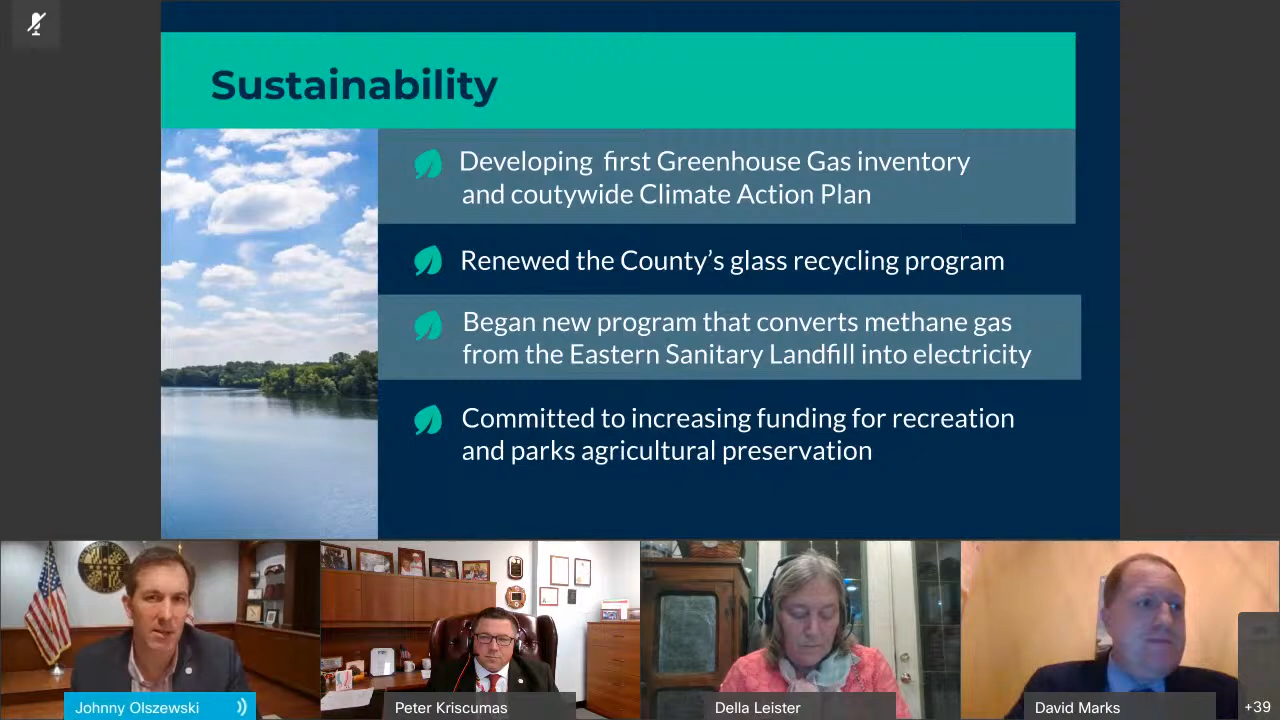 Sustainability
Developing first Greenhouse Gas inventory
and coutywide Climate Action Plan
Renewed the County’s glass recycling program
Began new program that converts methane gas
from the Eastern Sanitary Landfill into electricity
Committed to increasing funding for recreation
and parks agricultural preservation
Johnny Olszewski
Peter Kriscumas
Della Leister
David Marks
+39